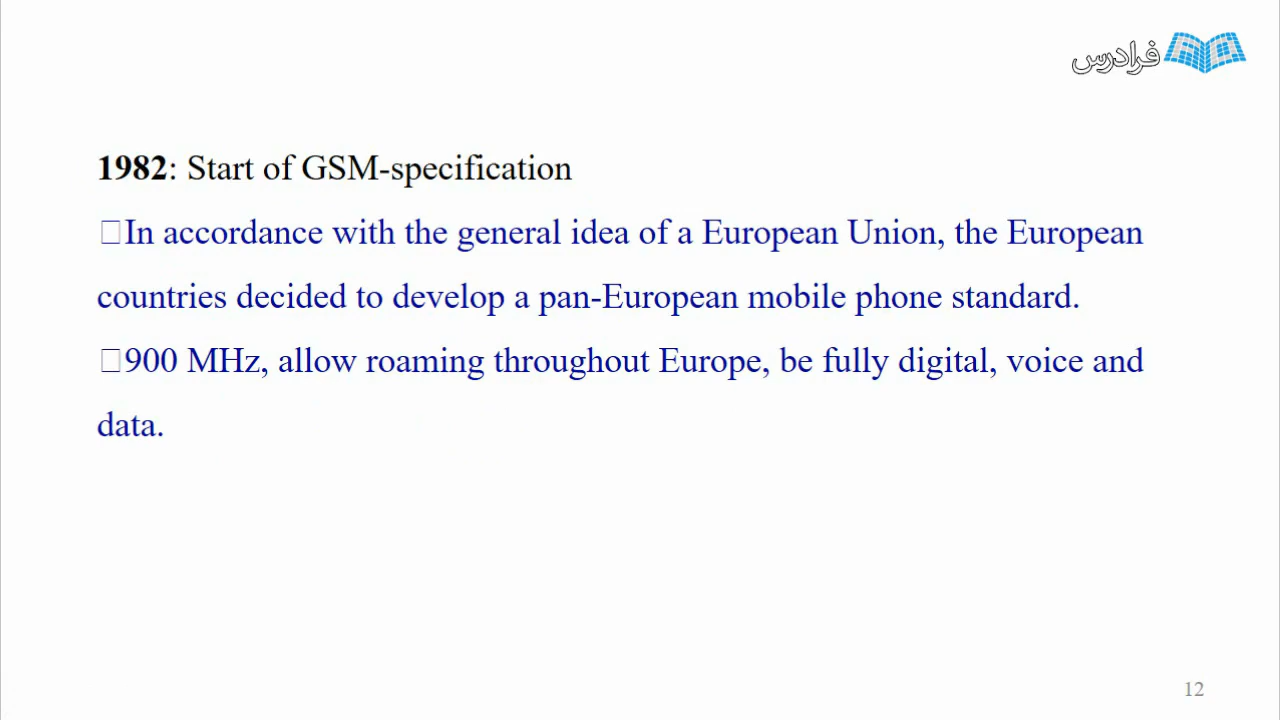 فرادرس
1982: Start of GSM-specification
□In accordance with the general idea of a European Union, the European
countries decided to develop a pan-European mobile phone standard.
□900 MHz, allow roaming throughout Europe, be fully digital, voice and
data.
12